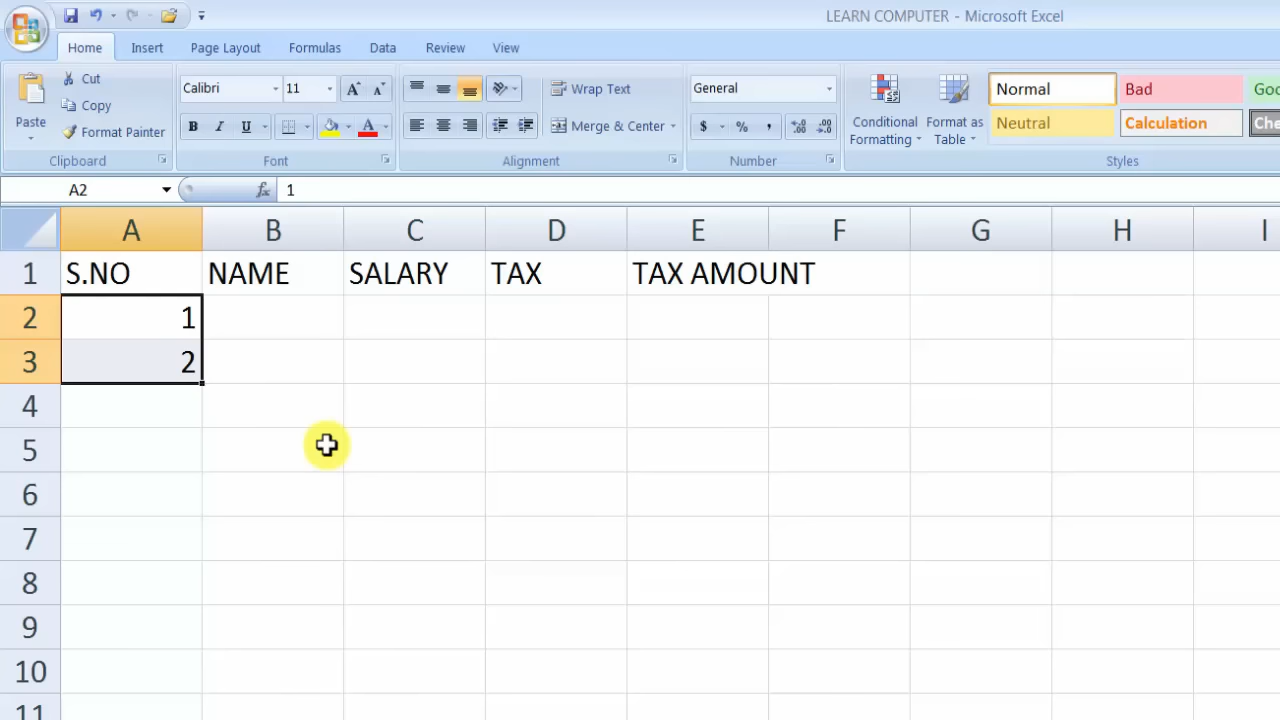 LEARN COMPUTER - Microsoft Excel
Home Insert Page Layout Formulas Data Review View
Paste
Cut
Copy
Format Painter
Clipboard
Calibri 11
B I U
Font
Wrap Text
Merge & Center
Alignment
General
$ % ,
Number
Conditional Formatting
Format as Table
Normal Bad Goo
Neutral Calculation Che
Styles
A2 fx 1
A B C D E F G H I
1 S.NO NAME SALARY TAX TAX AMOUNT
2 1
3 2
4
5
6
7
8
9
10
11